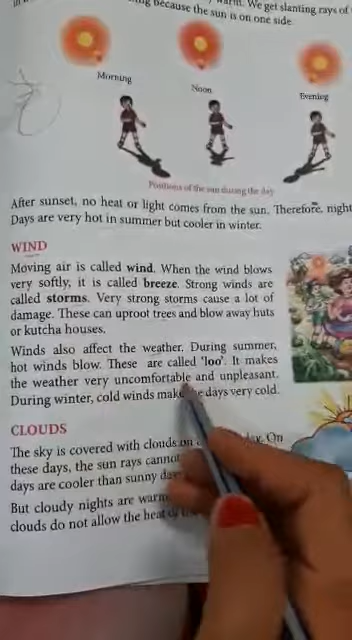 because the sun is on one side.
warm. We get slanting rays of
Morning
Noon
Evening
Positions of the sun during the day
After sunset, no heat or light comes from the sun. Therefore, night
Days are very hot in summer but cooler in winter.
WIND
Moving air is called wind. When the wind blows
very softly, it is called breeze. Strong winds are
called storms. Very strong storms cause a lot of
damage. These can uproot trees and blow away huts
or kutcha houses.
Winds also affect the weather. During summer,
hot winds blow. These are called 'loo'. It makes
the weather very uncomfortable and unpleasant.
During winter, cold winds make days very cold.
CLOUDS
The sky is covered with clouds on day. On
these days, the sun rays cannot
days are cooler than sunny
But cloudy nights are
clouds do not allow the heat